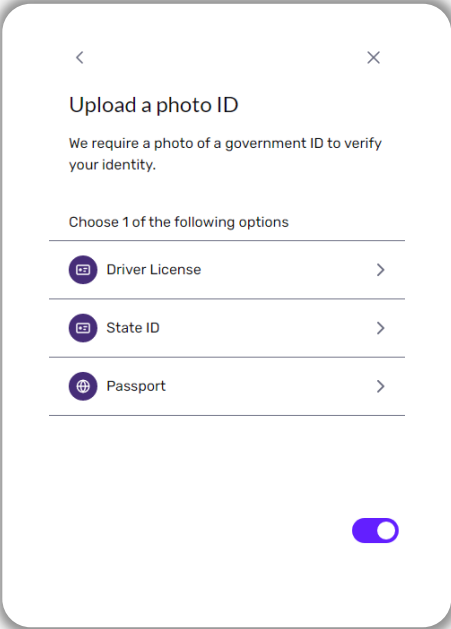 Upload a photo ID
We require a photo of a government ID to verify
your identity.
Choose 1 of the following options
Driver License
State ID
Passport